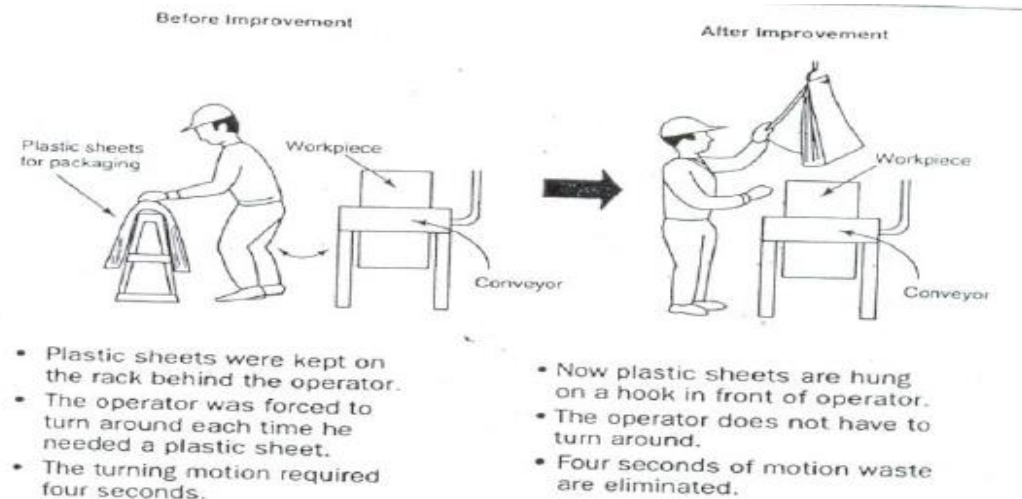 Before Improvement
Plastic sheets
for packaging
Workpiece
Conveyor
• Plastic sheets were kept on
the rack behind the operator.
• The operator was forced to
turn around each time he
needed a plastic sheet.
• The turning motion required
four seconds.
After Improvement
Workpiece
Conveyor
• Now plastic sheets are hung
on a hook in front of operator.
• The operator does not have to
turn around.
• Four seconds of motion waste
are eliminated.